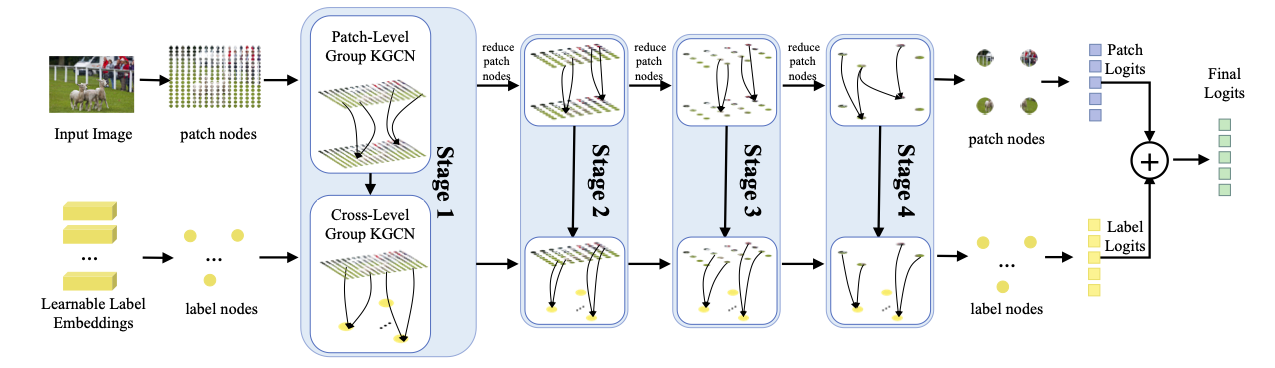 Input Image
patch nodes
Learnable Label
Embeddings
...
label nodes
...
Patch-Level
Group KGCN
Cross-Level
Group KGCN
...
Stage 1
reduce
patch
nodes
Stage 2
...
reduce
patch
nodes
Stage 3
...
reduce
patch
nodes
Stage 4
...
patch nodes
label nodes
...
Patch
Logits
Label
Logits
+
Final
Logits